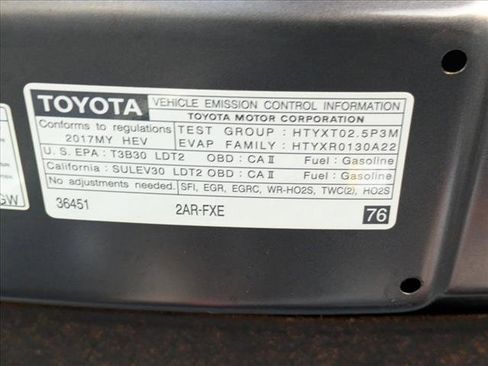 TOYOTA VEHICLE EMISSION CONTROL INFORMATION
TOYOTA MOTOR CORPORATION
Conforms to regulations : TEST GROUP : HTYXT02.5P3M
2017MY HEV : EVAP FAMILY : HTYXR0130A22
U.S. EPA : T3B30 LDT2 OBD : CA II Fuel : Gasoline
California : SULEV30 LDT2 OBD : CA II Fuel : Gasoline
No adjustments needed. SFI, EGR, EGRC, WR-HO2S, TWC(2), HO2S
36451 2AR-FXE 76
GW